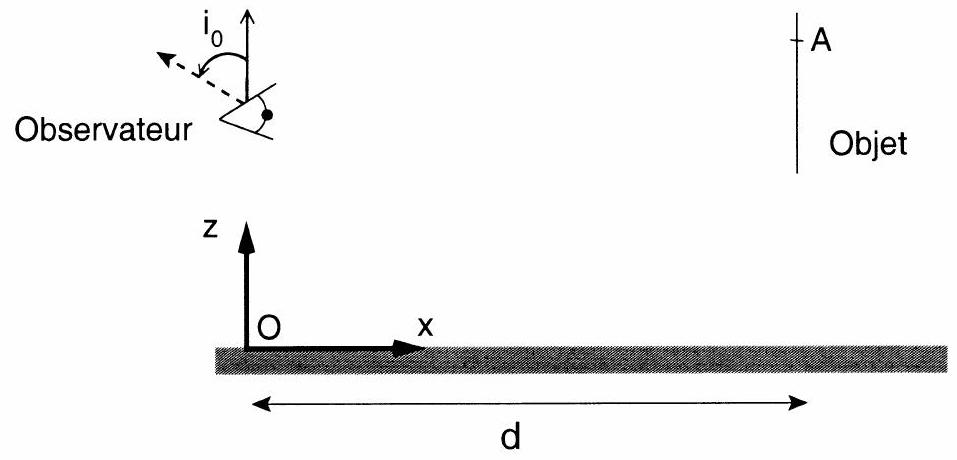 i0
A
Observateur
Objet
z
O
x
d